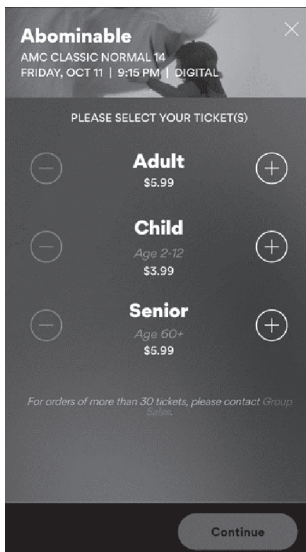 Abominable
AMC CLASSIC NORMAL 14
FRIDAY, OCT 11 | 9:15 PM | DIGITAL
PLEASE SELECT YOUR TICKET(S)
Adult
$5.99
Child
Age 2-12
$3.99
Senior
Age 60+
$5.99
For orders of more than 30 tickets, please contact Group
Sales.
Continue